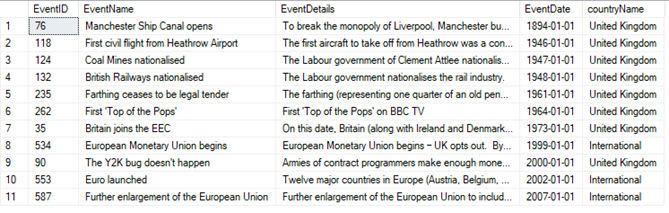 EventID EventName EventDetails EventDate countryName
1 76 Manchester Ship Canal opens To break the monopoly of Liverpool, Manchester bu... 1894-01-01 United Kingdom
2 118 First civil flight from Heathrow Airport The first aircraft to take off from Heathrow was a con... 1946-01-01 United Kingdom
3 124 Coal Mines nationalised The Labour government of Clement Attlee nationalis... 1947-01-01 United Kingdom
4 132 British Railways nationalised The Labour government nationalises the rail industry. 1948-01-01 United Kingdom
5 235 Farthing ceases to be legal tender The farthing (representing one quarter of an old pen... 1961-01-01 United Kingdom
6 262 First 'Top of the Pops' First 'Top of the Pops' on BBC TV 1964-01-01 United Kingdom
7 35 Britain joins the EEC On this date, Britain (along with Ireland and Denmark... 1973-01-01 United Kingdom
8 534 European Monetary Union begins European Monetary Union begins – UK opts out. By... 1999-01-01 International
9 90 The Y2K bug doesn't happen Armies of contract programmers make enough mone... 2000-01-01 United Kingdom
10 553 Euro launched Twelve major countries in Europe (Austria, Belgium, ... 2002-01-01 International
11 587 Further enlargement of the European Union Further enlargement of the European Union to includ... 2007-01-01 International